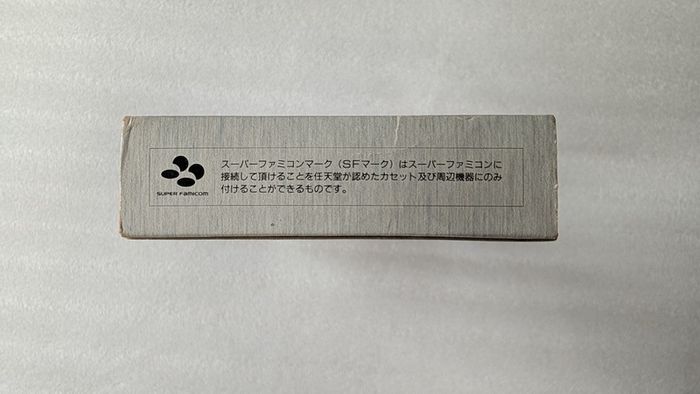 スーパーファミコンマーク（SFマーク）はスーパーファミコンに
接続して頂けることを任天堂が認めたカセット及び周辺機器にのみ
付けることができるものです。
SUPER FAMICOM